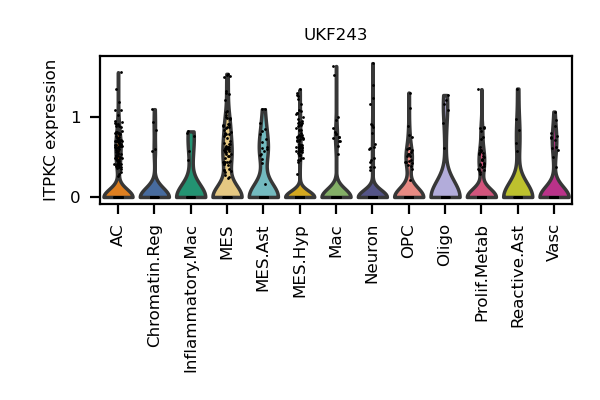 UKF243
ITPKC expression
1
0
AC
Chromatin.Reg
Inflammatory.Mac
MES
MES.Ast
MES.Hyp
Mac
Neuron
OPC
Oligo
Prolif.Metab
Reactive.Ast
Vasc